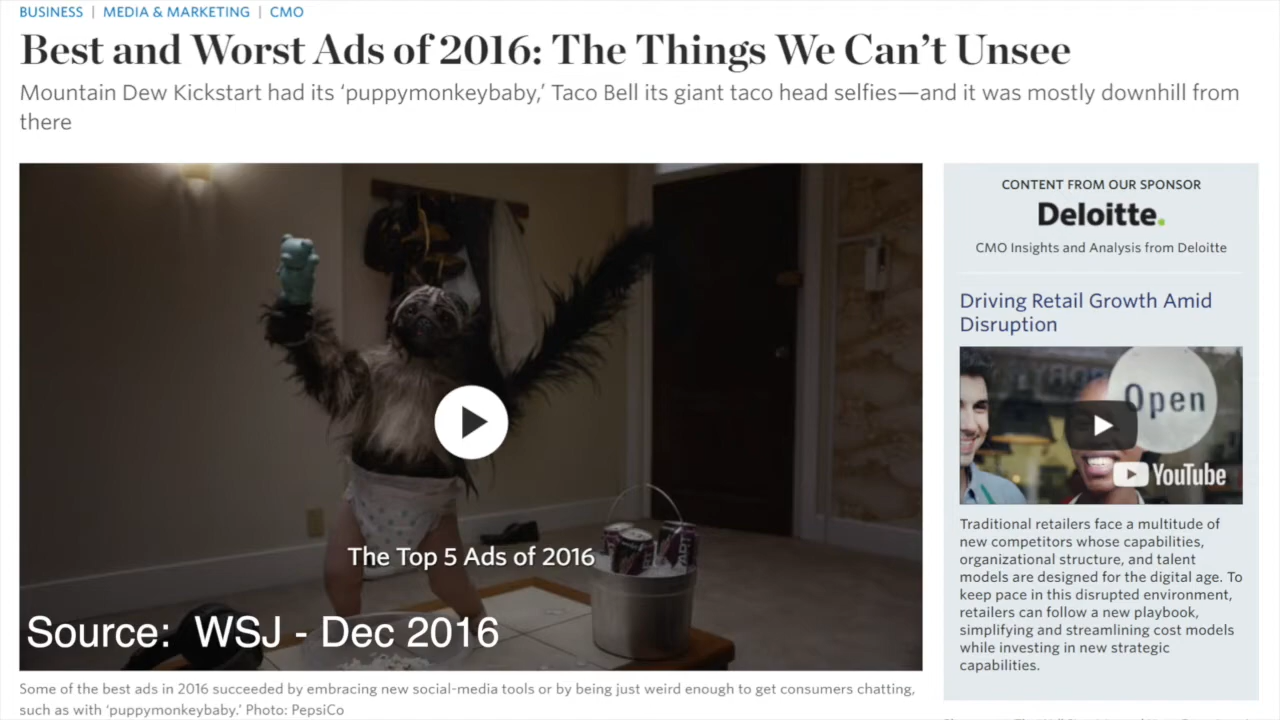 BUSINESS | MEDIA & MARKETING | CMO
Best and Worst Ads of 2016: The Things We Can’t Unsee
Mountain Dew Kickstart had its ‘puppymonkeybaby,’ Taco Bell its giant taco head selfies—and it was mostly downhill from
there
The Top 5 Ads of 2016
Source: WSJ - Dec 2016
Some of the best ads in 2016 succeeded by embracing new social-media tools or by being just weird enough to get consumers chatting,
such as with ‘puppymonkeybaby.’ Photo: PepsiCo
CONTENT FROM OUR SPONSOR
Deloitte.
CMO Insights and Analysis from Deloitte
Driving Retail Growth Amid
Disruption
Open
YouTube
Traditional retailers face a multitude of
new competitors whose capabilities,
organizational structure, and talent
models are designed for the digital age. To
keep pace in this disrupted environment,
retailers can follow a new playbook,
simplifying and streamlining cost models
while investing in new strategic
capabilities.